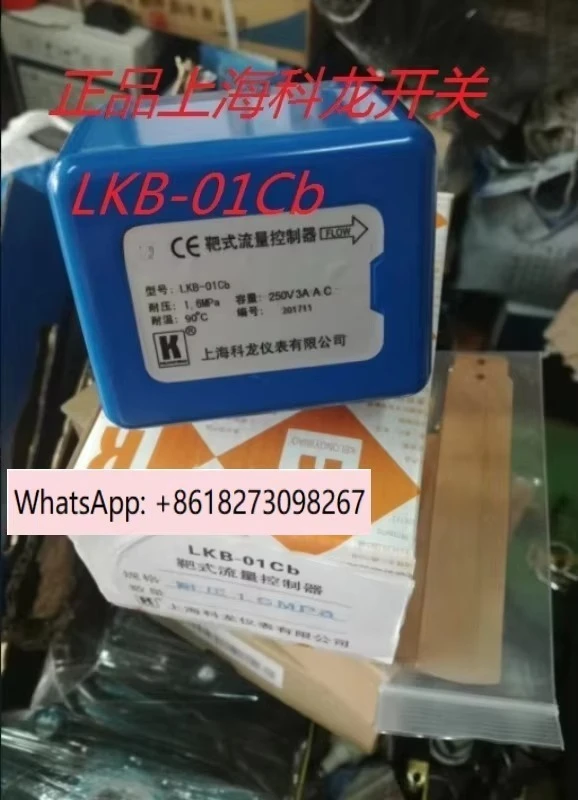 正品上海科龙开关
LKB-01Cb
CE 靶式流量控制器 FLOW
型号: LKB-01Cb
耐压: 1.6MPa 容量: 250V3A A.C
耐温: 90℃ 编号: 201711
K ®
上海科龙仪表有限公司
WhatsApp: +8618273098267
LKB-01Cb
靶式流量控制器
耐压1.6MPa
上海科龙仪表有限公司